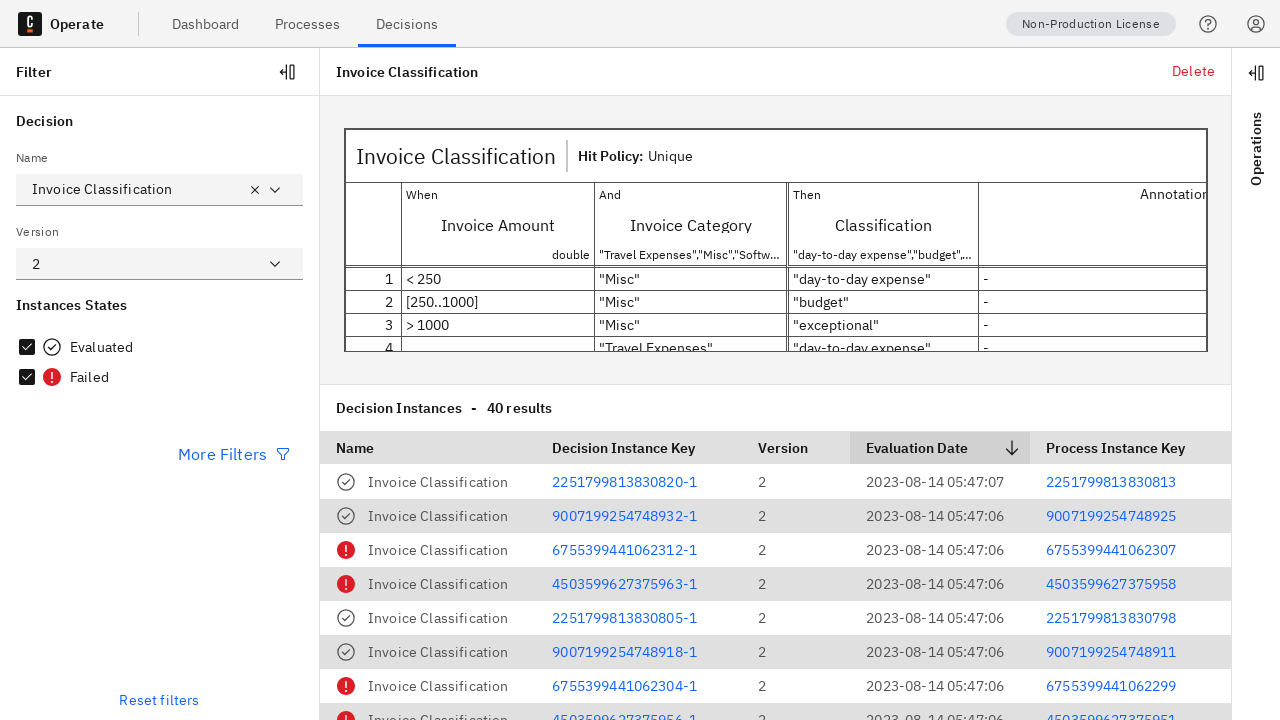 Operate Dashboard Processes Decisions Non-Production License
Filter
Decision
Name
Invoice Classification
Version
2
Instances States
Evaluated
Failed
More Filters
Reset filters
Invoice Classification Delete
Invoice Classification Hit Policy: Unique
When And Then Annotation
Invoice Amount Invoice Category Classification
double "Travel Expenses","Misc","Softw... "day-to-day expense","budget",...
1 < 250 "Misc" "day-to-day expense" -
2 [250..1000] "Misc" "budget" -
3 > 1000 "Misc" "exceptional" -
4 "Travel Expenses" "day-to-day expense" -
Decision Instances - 40 results
Name Decision Instance Key Version Evaluation Date Process Instance Key
Invoice Classification 2251799813830820-1 2 2023-08-14 05:47:07 2251799813830813
Invoice Classification 9007199254748932-1 2 2023-08-14 05:47:06 9007199254748925
Invoice Classification 6755399441062312-1 2 2023-08-14 05:47:06 6755399441062307
Invoice Classification 4503599627375963-1 2 2023-08-14 05:47:06 4503599627375958
Invoice Classification 2251799813830805-1 2 2023-08-14 05:47:06 2251799813830798
Invoice Classification 9007199254748918-1 2 2023-08-14 05:47:06 9007199254748911
Invoice Classification 6755399441062304-1 2 2023-08-14 05:47:06 6755399441062299
Invoice Classification 4503599627375956-1 2 2023-08-14 05:47:06 4503599627375951
Operations